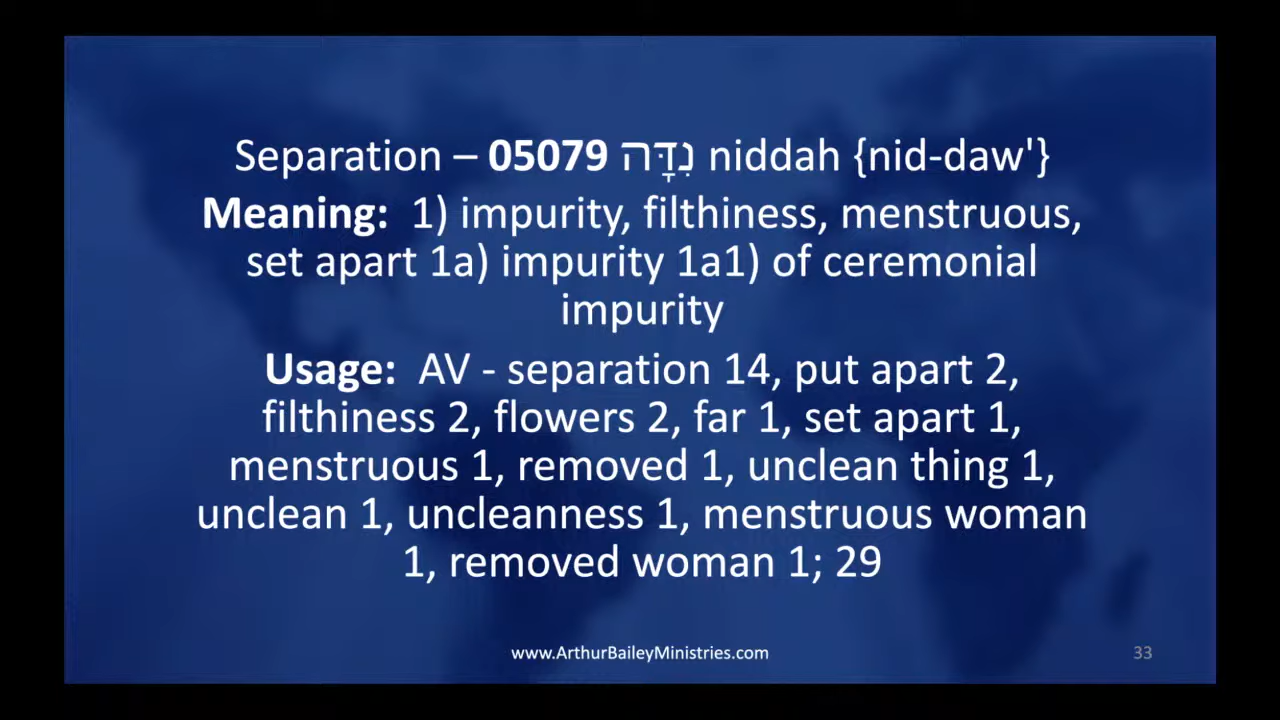 Separation – 05079 נִדָּה niddah {nid-daw'}
Meaning: 1) impurity, filthiness, menstruous,
set apart 1a) impurity 1a1) of ceremonial
impurity
Usage: AV - separation 14, put apart 2,
filthiness 2, flowers 2, far 1, set apart 1,
menstruous 1, removed 1, unclean thing 1,
unclean 1, uncleanness 1, menstruous woman
1, removed woman 1; 29
www.ArthurBaileyMinistries.com
33